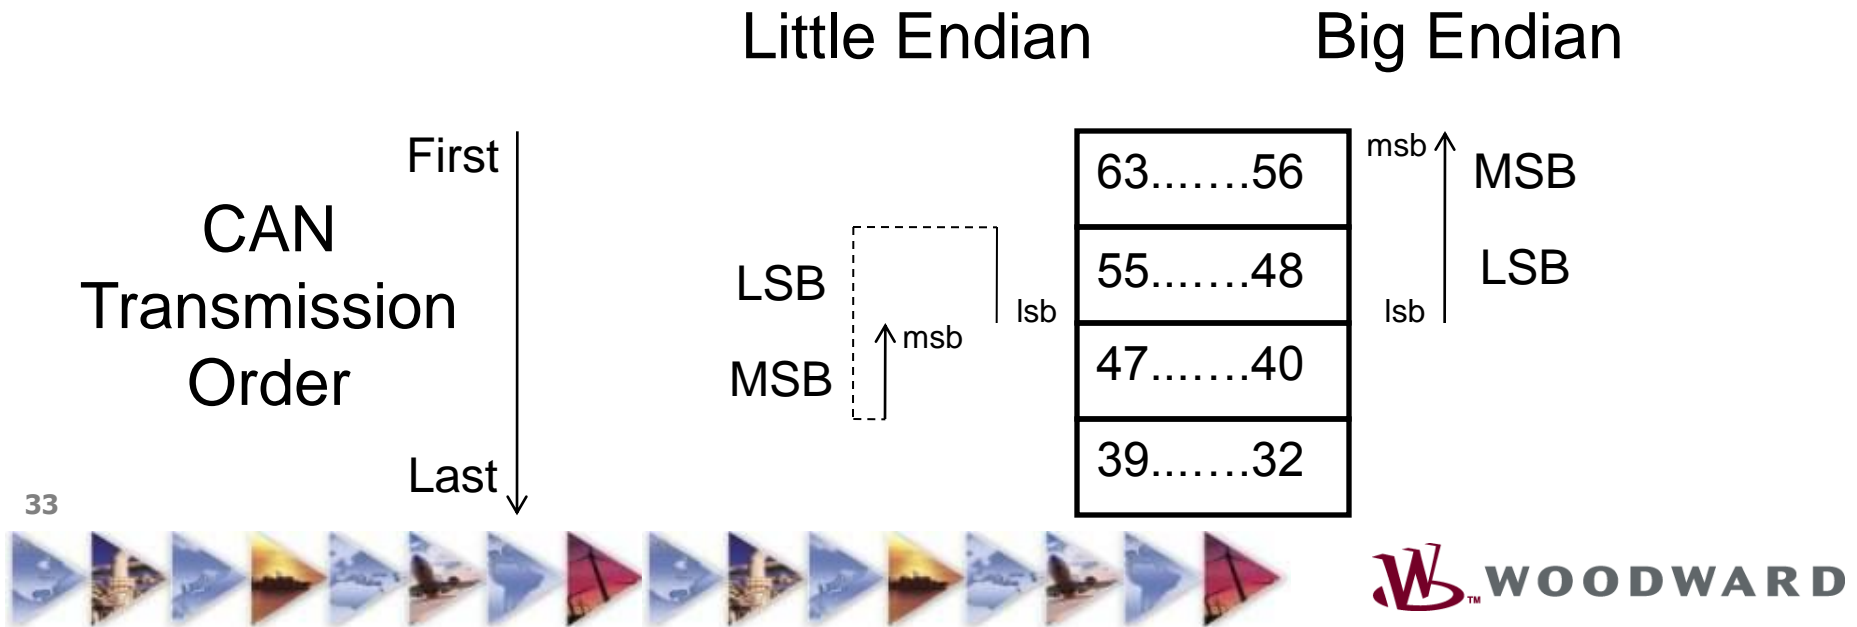 Little Endian Big Endian
First
CAN
Transmission
Order
Last
LSB
MSB
msb
lsb
63.......56
55.......48
47.......40
39.......32
msb
lsb
MSB
LSB
33
WOODWARD
TM